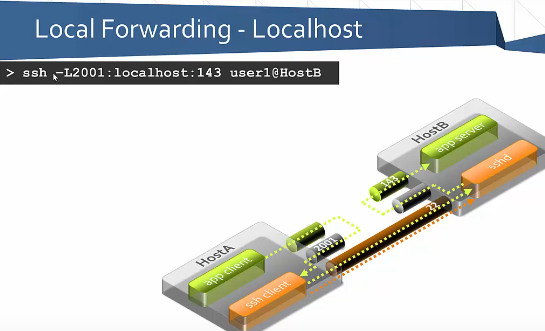 Local Forwarding - Localhost
> ssh -L2001:localhost:143 user1@HostB
HostB
app server
sshd
143
22
2001
HostA
app client
ssh client